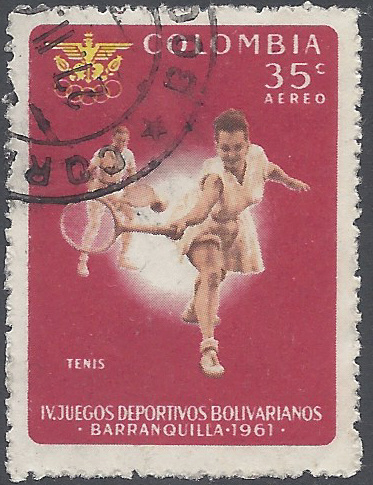 COLOMBIA
35c
AEREO
TENIS
IV. JUEGOS DEPORTIVOS BOLIVARIANOS
· BARRANQUILLA · 1961 ·